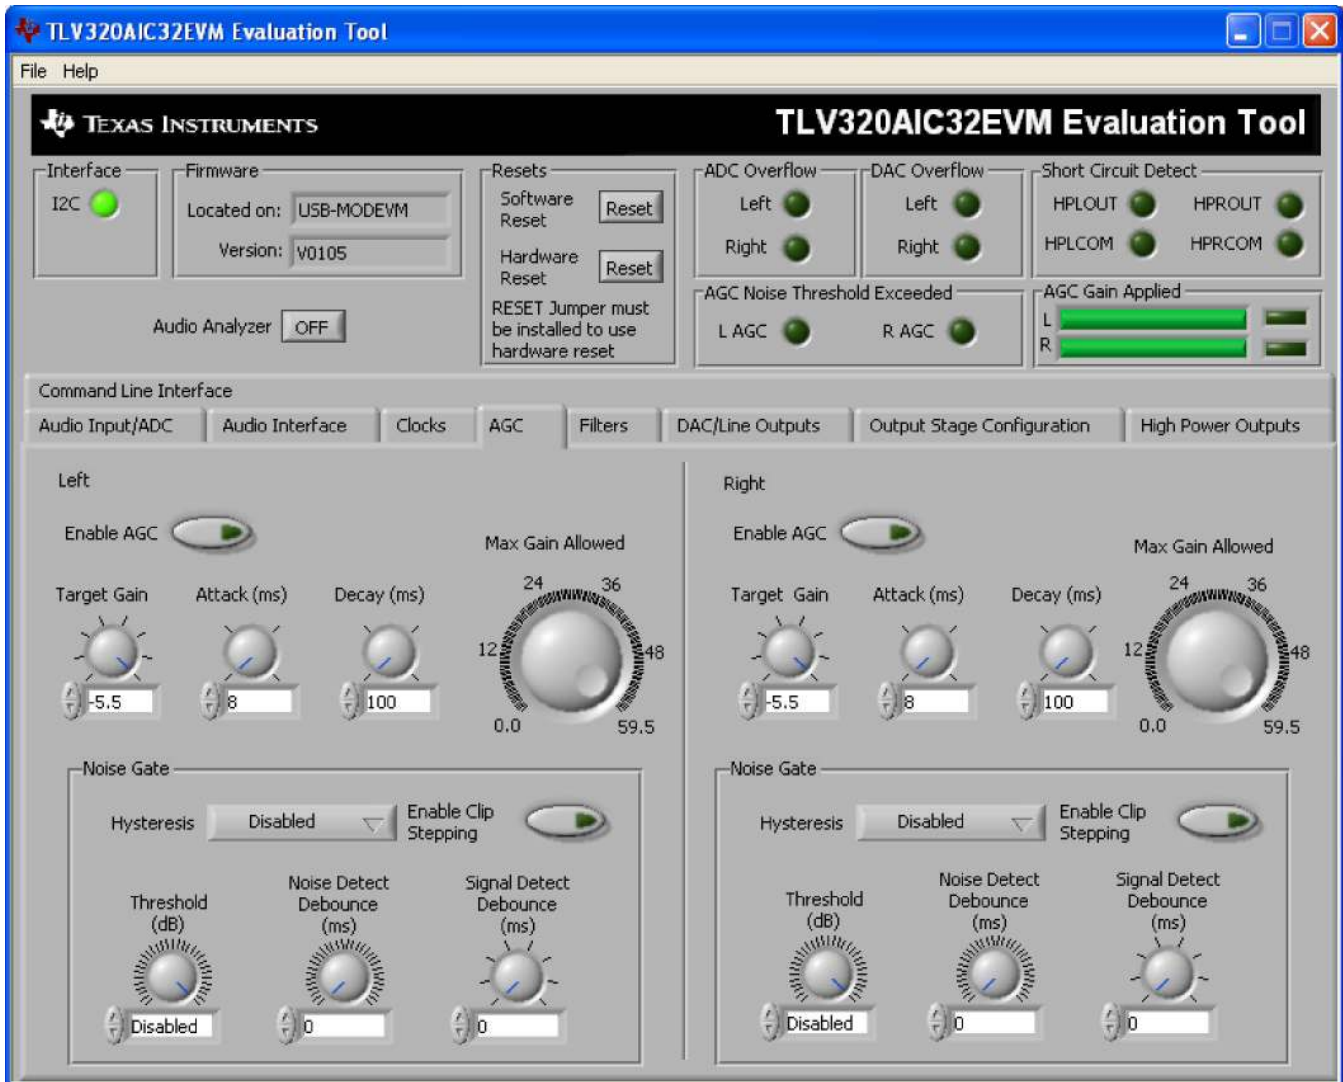 TLV320AIC32EVM Evaluation Tool
File Help
TEXAS INSTRUMENTS
TLV320AIC32EVM Evaluation Tool
Interface
I2C
Firmware
Located on: USB-MODEVM
Version: V0105
Audio Analyzer OFF
Resets
Software
Reset
Reset
Hardware
Reset
Reset
RESET Jumper must
be installed to use
hardware reset
ADC Overflow
Left
Right
DAC Overflow
Left
Right
Short Circuit Detect
HPLOUT HPROUT
HPLCOM HPRCOM
AGC Noise Threshold Exceeded
L AGC R AGC
AGC Gain Applied
L
R
Command Line Interface
Audio Input/ADC Audio Interface Clocks AGC Filters DAC/Line Outputs Output Stage Configuration High Power Outputs
Left
Enable AGC
Target Gain Attack (ms) Decay (ms)
-5.5 8 100
Max Gain Allowed
24 36
12 48
0.0 59.5
Noise Gate
Hysteresis Disabled
Enable Clip
Stepping
Threshold
(dB)
Disabled
Noise Detect
Debounce
(ms)
0
Signal Detect
Debounce
(ms)
0
Right
Enable AGC
Target Gain Attack (ms) Decay (ms)
-5.5 8 100
Max Gain Allowed
24 36
12 48
0.0 59.5
Noise Gate
Hysteresis Disabled
Enable Clip
Stepping
Threshold
(dB)
Disabled
Noise Detect
Debounce
(ms)
0
Signal Detect
Debounce
(ms)
0